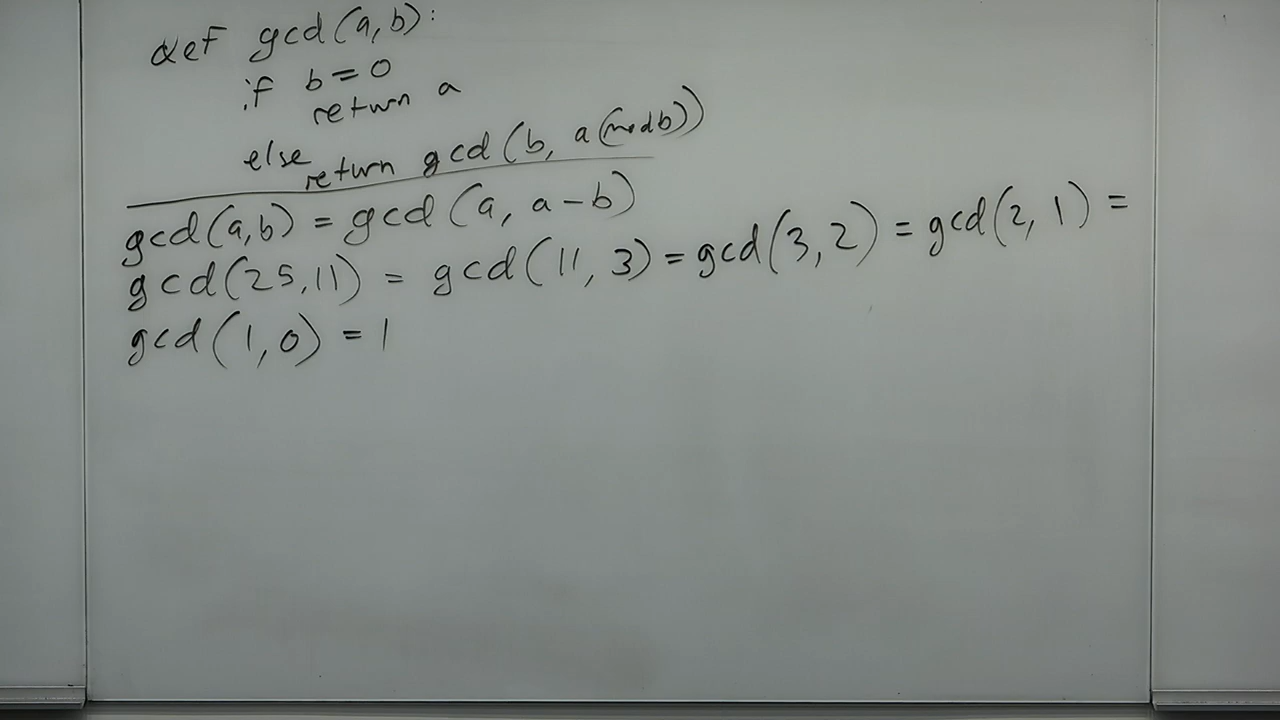 def gcd(a,b):
if b=0
return a
else
return gcd(b, a(mod b))
gcd(a,b) = gcd(a, a-b)
gcd(25,11) = gcd(11, 3) = gcd(3,2) = gcd(2, 1) =
gcd(1,0) = 1